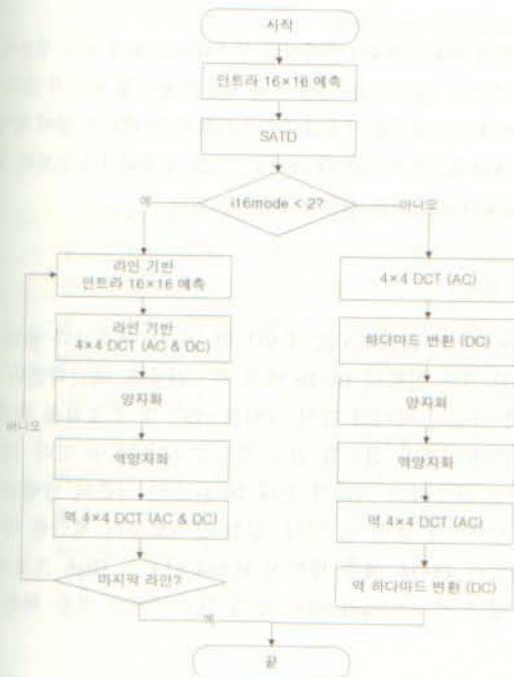 시작
인트라 16×16 예측
SATD
i16mode < 2?
예
아니오
라인 기반
인트라 16×16 예측
라인 기반
4×4 DCT (AC & DC)
양자화
역양자화
역 4×4 DCT (AC & DC)
마지막 라인?
아니오
예
4×4 DCT (AC)
하다마드 변환 (DC)
양자화
역양자화
역 4×4 DCT (AC)
역 하다마드 변환 (DC)
끝